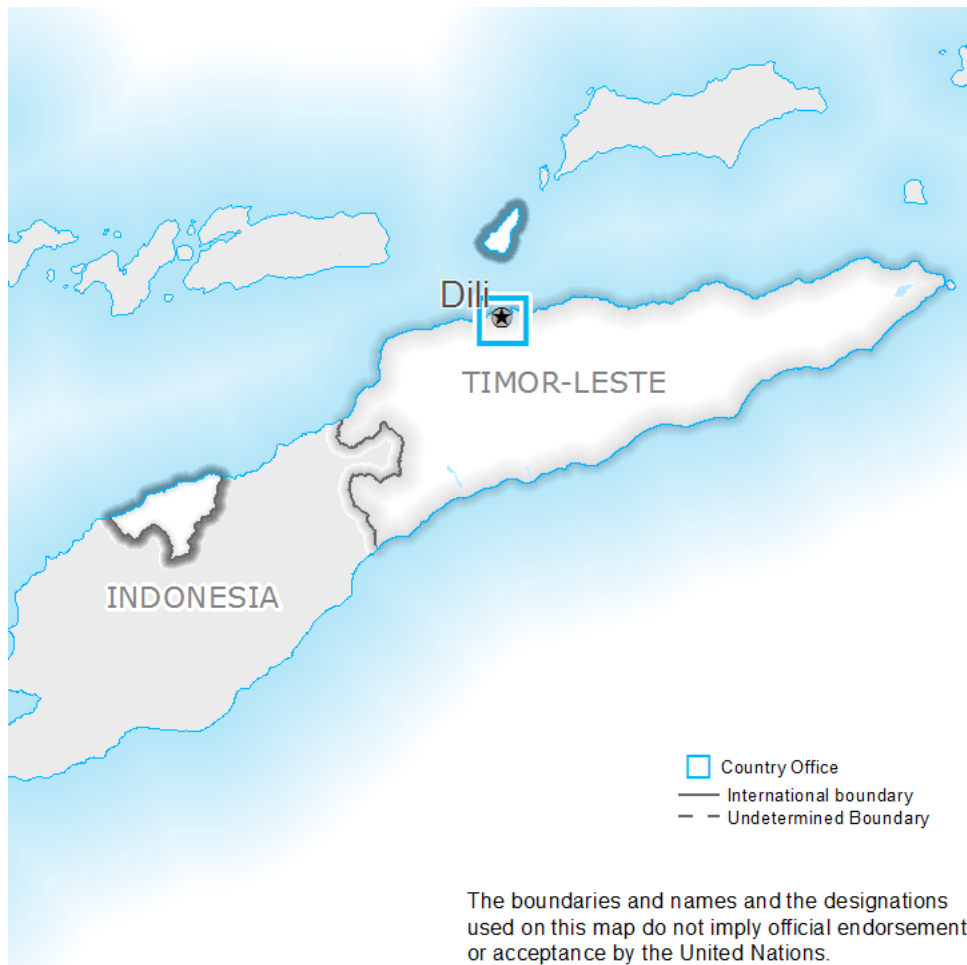 Dili
TIMOR-LESTE
INDONESIA
Country Office
International boundary
Undetermined Boundary
The boundaries and names and the designations
used on this map do not imply official endorsement
or acceptance by the United Nations.